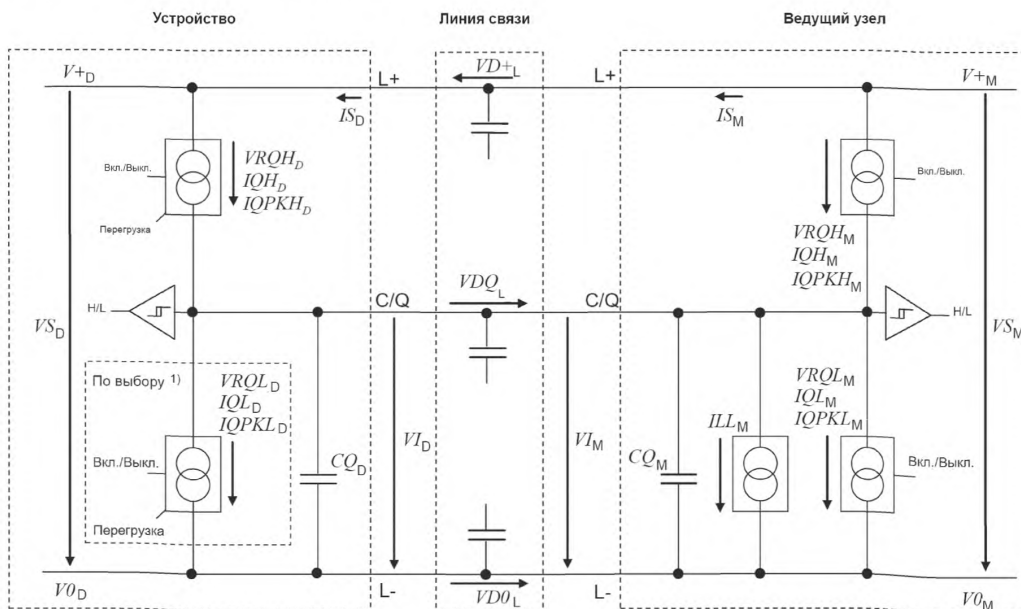 Устройство
Линия связи
Ведущий узел
V+D
L+
VD+L
L+
V+M
ISD
ISM
Вкл./Выкл.
VRQHD
IQHD
IQPKHD
Перегрузка
Вкл./Выкл.
VRQHM
IQHM
IQPKHM
H/L
C/Q
VDQL
C/Q
H/L
VSD
VSM
По выбору 1)
VRQLD
IQLD
IQPKLD
Вкл./Выкл.
Перегрузка
CQD
VID
VIM
CQM
ILLM
VRQLM
IQLM
IQPKLM
Вкл./Выкл.
V0D
L-
VD0L
L-
V0M